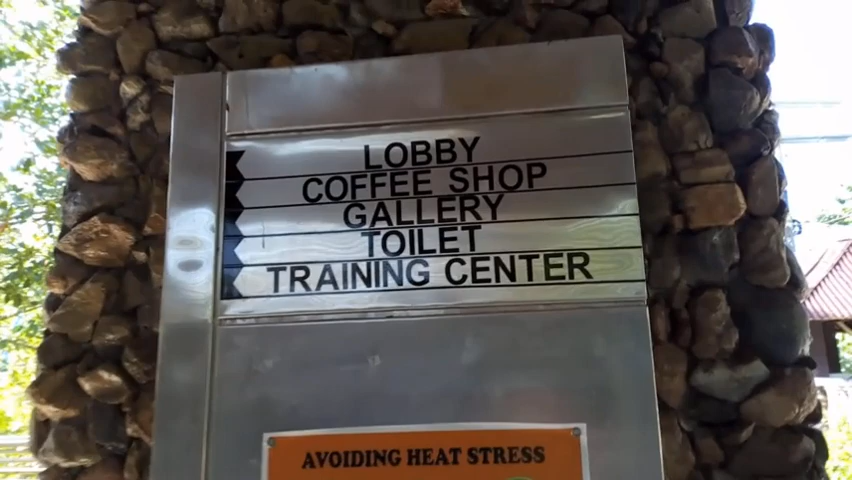 LOBBY
COFFEE SHOP
GALLERY
TOILET
TRAINING CENTER
AVOIDING HEAT STRESS